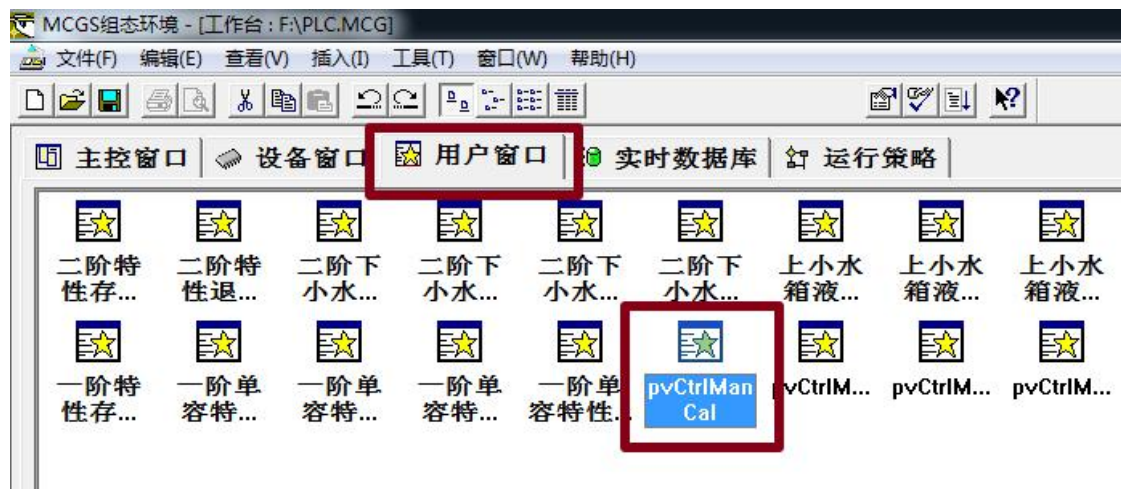 MCGS组态环境 - [工作台 : F:\PLC.MCG]
文件(F) 编辑(E) 查看(V) 插入(I) 工具(T) 窗口(W) 帮助(H)
主控窗口 设备窗口 用户窗口 实时数据库 运行策略
二阶特 二阶特 二阶下 二阶下 二阶下 二阶下 上小水 上小水 上小水
性存... 性退... 小水... 小水... 小水... 小水... 箱液... 箱液... 箱液...
一阶特 一阶单 一阶单 一阶单 一阶单 pvCtrlMan pvCtrlM... pvCtrlM... pvCtrlM...
性存... 容特... 容特... 容特... 容特性... Cal